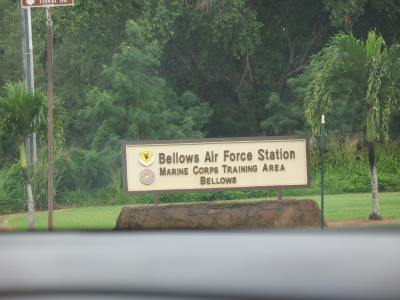 Bellows Air Force Station
MARINE CORPS TRAINING AREA
BELLOWS